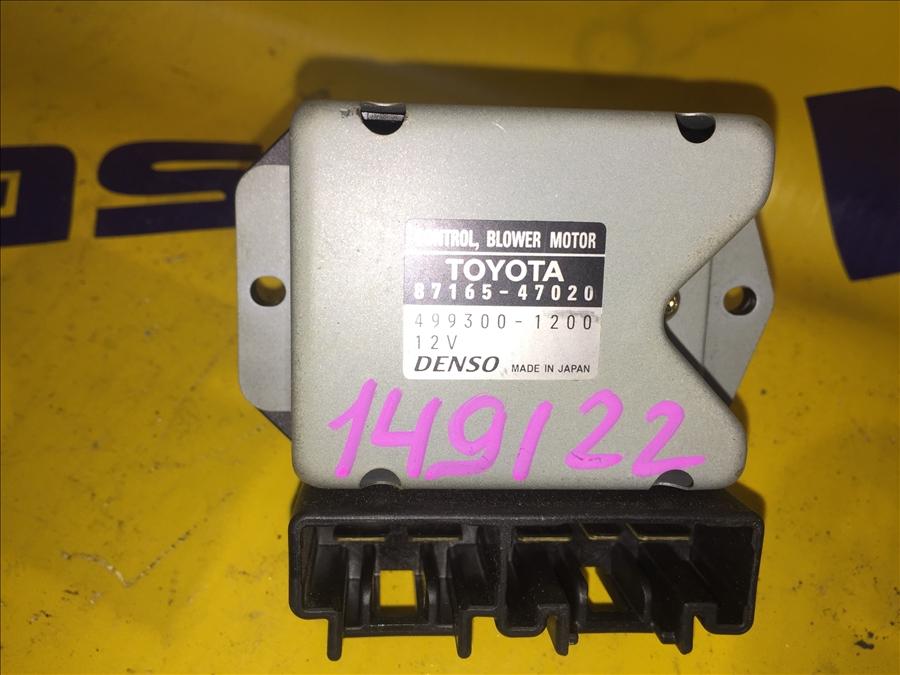 CONTROL, BLOWER MOTOR
TOYOTA
87165-47020
499300-1200
12V
DENSO MADE IN JAPAN
149122